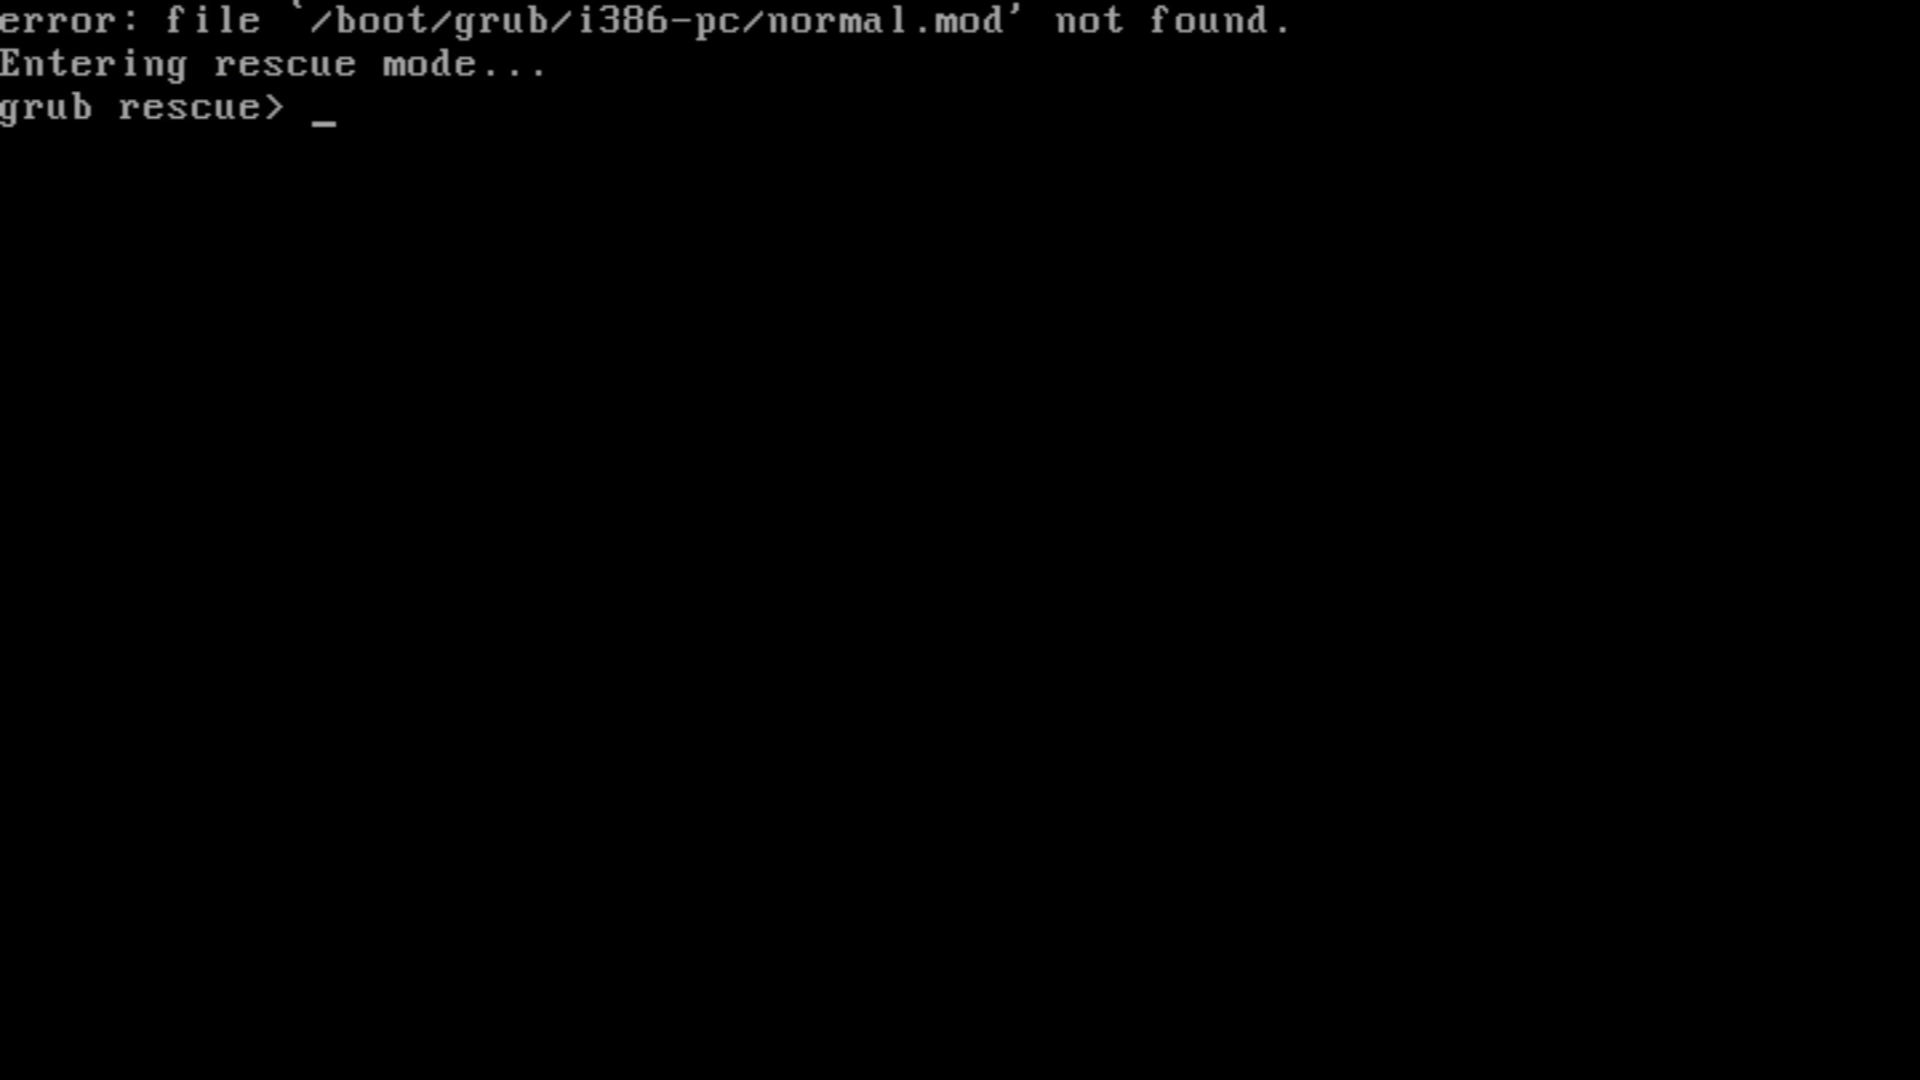 error: file `/boot/grub/i386-pc/normal.mod' not found.
Entering rescue mode...
grub rescue> _